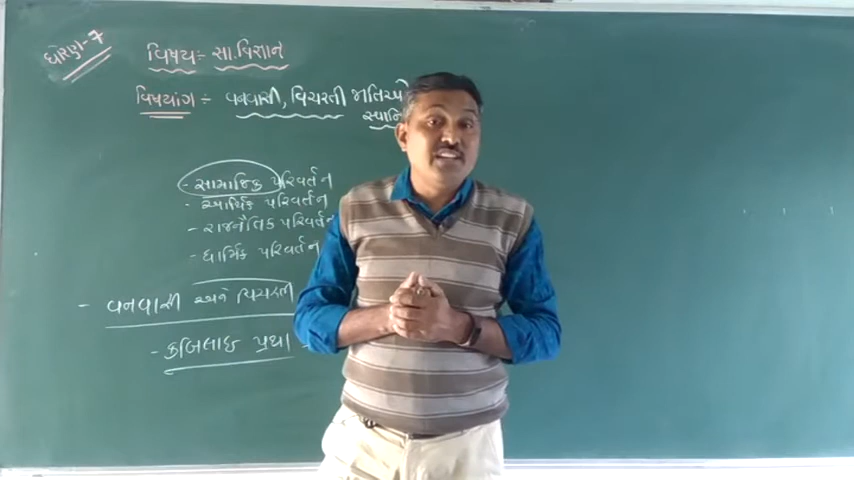 ધોરણ-7
વિષય:- સા.વિજ્ઞાન
વિષયાંગ :- વનવાસી, વિચરતી જાતિઓ
સ્થાનિ
- સામાજિક પરિવર્તન
- આર્થિક પરિવર્તન
- રાજનૈતિક પરિવર્તન
- ધાર્મિક પરિવર્તન
- વનવાસી અને વિચરતી
- કબિલાઇ પ્રથા